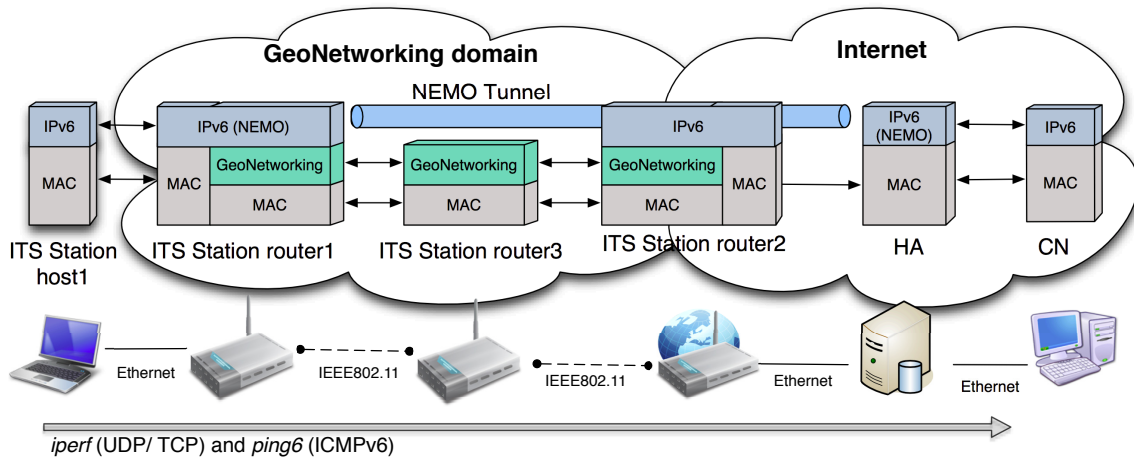 GeoNetworking domain
Internet
NEMO Tunnel
IPv6
IPv6 (NEMO)
IPv6
IPv6
(NEMO)
IPv6
GeoNetworking
GeoNetworking
GeoNetworking
MAC
MAC
MAC
MAC
MAC
MAC
MAC
MAC
ITS Station
host1
ITS Station router1
ITS Station router3
ITS Station router2
HA
CN
Ethernet
IEEE802.11
IEEE802.11
Ethernet
Ethernet
iperf (UDP/ TCP) and ping6 (ICMPv6)